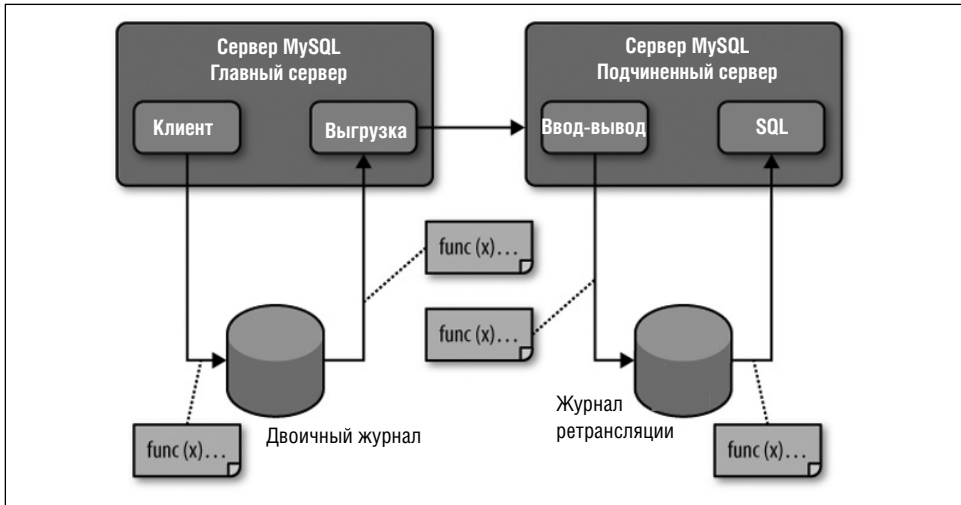 Сервер MySQL
Главный сервер
Клиент
Выгрузка
Сервер MySQL
Подчиненный сервер
Ввод-вывод
SQL
func (x)...
func (x)...
Двоичный журнал
Журнал
ретрансляции
func (x)...
func (x)...